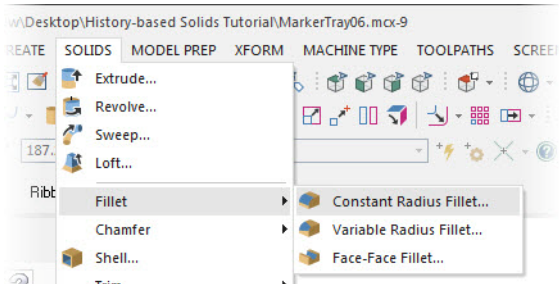 w\Desktop\History-based Solids Tutorial\MarkerTray06.mcx-9
REATE SOLIDS MODEL PREP XFORM MACHINE TYPE TOOLPATHS SCREE
Extrude...
Revolve...
Sweep...
187.
Loft...
Ribb
Fillet
Constant Radius Fillet...
Chamfer
Variable Radius Fillet...
Shell...
Face-Face Fillet...
Trim